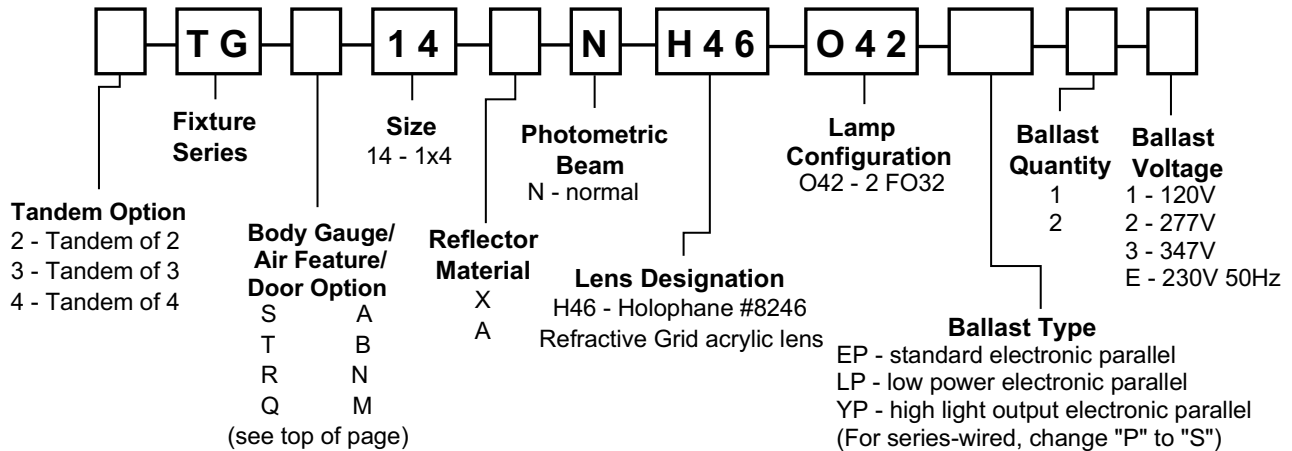 T G
1 4
N
H 4 6
O 4 2
Fixture
Series
Size
14 - 1x4
Photometric
Beam
N - normal
Lamp
Configuration
O42 - 2 FO32
Ballast
Quantity
1
2
Ballast
Voltage
1 - 120V
2 - 277V
3 - 347V
E - 230V 50Hz
Tandem Option
2 - Tandem of 2
3 - Tandem of 3
4 - Tandem of 4
Body Gauge/
Air Feature/
Door Option
S A
T B
R N
Q M
(see top of page)
Reflector
Material
X
A
Lens Designation
H46 - Holophane #8246
Refractive Grid acrylic lens
Ballast Type
EP - standard electronic parallel
LP - low power electronic parallel
YP - high light output electronic parallel
(For series-wired, change "P" to "S")